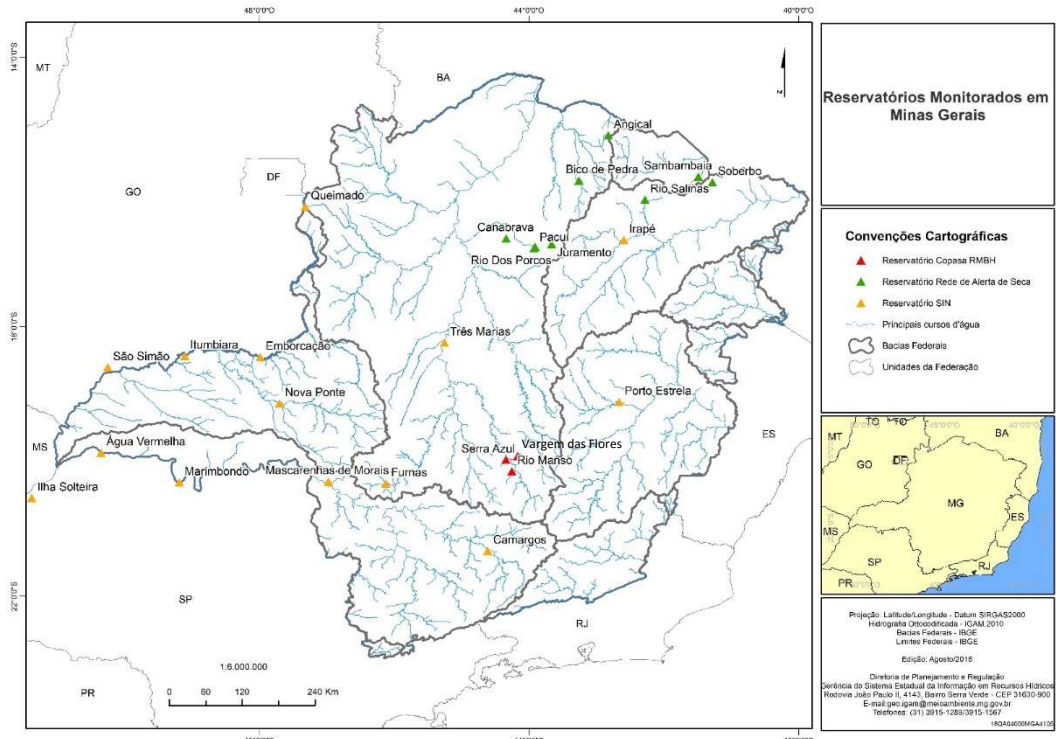 48°0'0"O
44°0'0"O
40°0'0"O
14°0'0"S
18°0'0"S
22°0'0"S
MT
BA
GO
DF
MS
SP
PR
RJ
ES
Angical
Bico de Pedra
Sambambaia
Soberbo
Rio Salinas
Queimado
Canabrava
Pacuí
Irapé
Rio Dos Porcos
Juramento
Três Marias
São Simão
Itumbiara
Emborcação
Nova Ponte
Porto Estrela
Água Vermelha
Serra Azul
Vargem das Flores
Rio Manso
Marimbondo
Mascarenhas de Morais
Furnas
Ilha Solteira
Camargos
1:6.000.000
0 60 120 240 Km
Reservatórios Monitorados em
Minas Gerais
Convenções Cartográficas
Reservatório Copasa RMBH
Reservatório Rede de Alerta de Seca
Reservatório SIN
Principais cursos d'água
Bacias Federais
Unidades da Federação
MT
TO
TO
BA
GO
DF
MG
ES
MS
SP
RJ
PR
Projeção: Latitude/Longitude - Datum SIRGAS2000
Hidrografia Ottocodificada - IGAM,2010
Bacias Federais - IBGE
Limites Federais - IBGE
Edição: Agosto/2018
Diretoria de Planejamento e Regulação
Gerência do Sistema Estadual da Informação em Recursos Hídricos
Rodovia João Paulo II, 4143, Bairro Serra Verde - CEP 31630-900
E-mail:geo.igam@meioambiente.mg.gov.br
Telefones: (31) 3915-1289/3915-1567